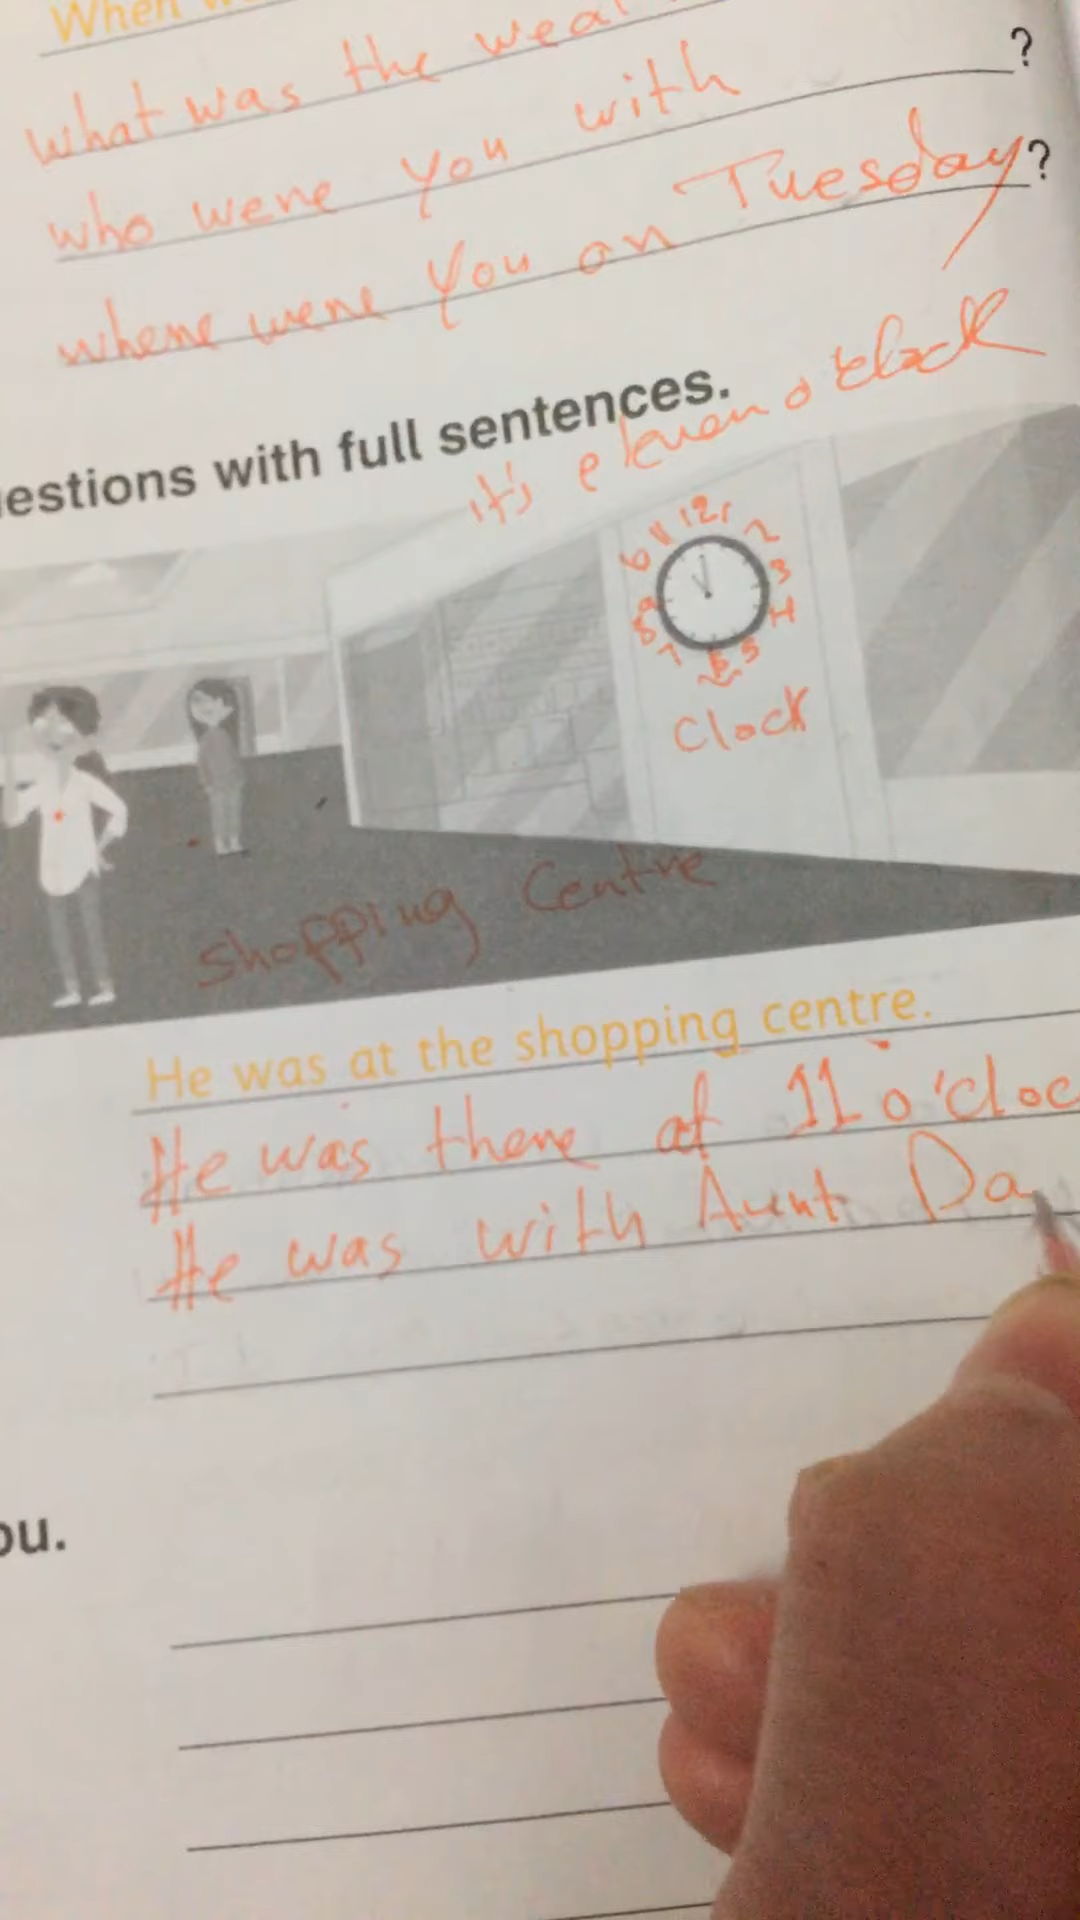 When
what was the
who were you with ?
where were you on Tuesday?
estions with full sentences.
it's eleven o'clock
12 1
2
3
4
5
6
7
Clock
shopping Centre
He was at the shopping centre.
He was there at 11 o'cloc
He was with Aunt Da
ou.